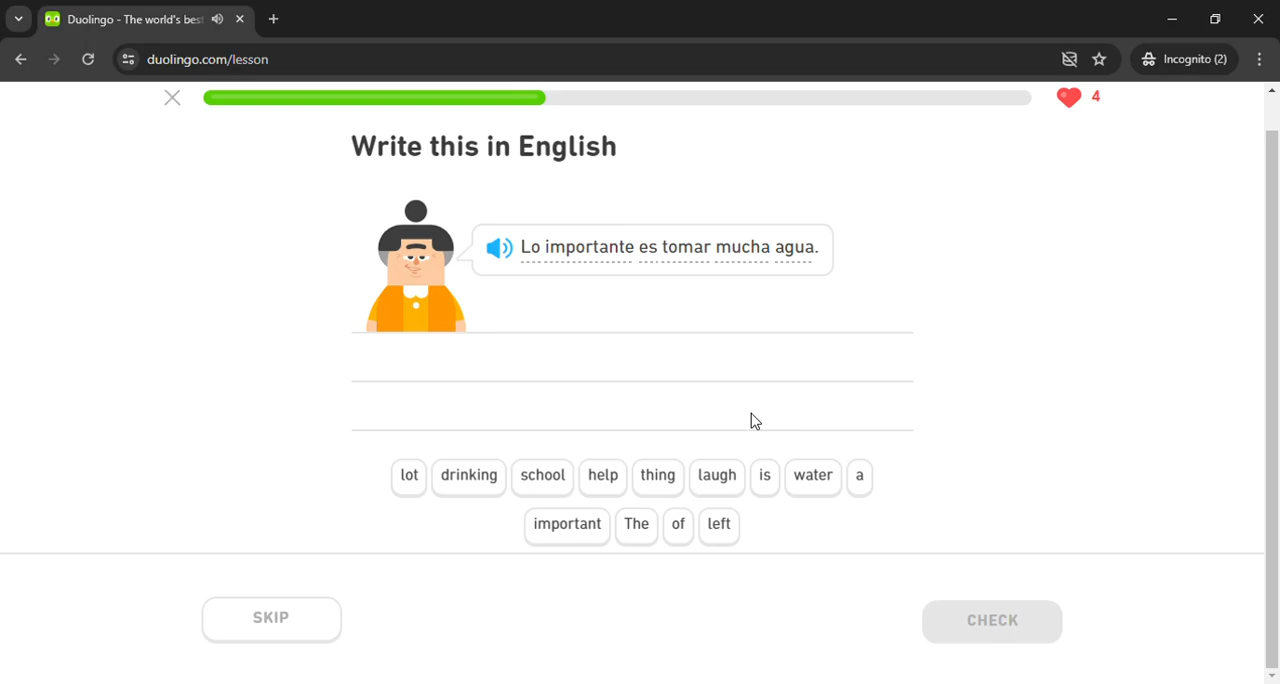 Duolingo - The world's bes
duolingo.com/lesson
Incognito (2)
4
Write this in English
Lo importante es tomar mucha agua.
lot drinking school help thing laugh is water a
important The of left
SKIP
CHECK